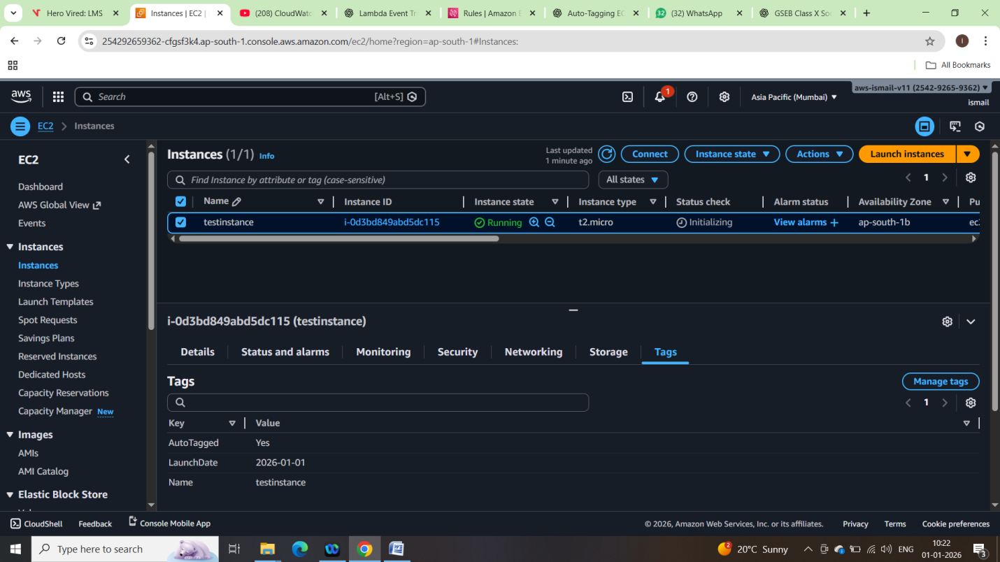 Hero Vired: LMS
Instances | EC2 |
(208) CloudWatc
Lambda Event Tr
Rules | Amazon E
Auto-Tagging EC
32
(32) WhatsApp
GSEB Class X So
254292659362-cfgsf3k4.ap-south-1.console.aws.amazon.com/ec2/home?region=ap-south-1#Instances:
I
All Bookmarks
aws
Search
[Alt+S]
1
Asia Pacific (Mumbai)
aws-ismail-v11 (2542-9265-9362)
ismail
EC2
Instances
EC2
Dashboard
AWS Global View
Events
Instances
Instances
Instance Types
Launch Templates
Spot Requests
Savings Plans
Reserved Instances
Dedicated Hosts
Capacity Reservations
Capacity Manager New
Images
AMIs
AMI Catalog
Elastic Block Store
Instances (1/1) Info
Last updated
1 minute ago
Connect
Instance state
Actions
Launch instances
Find Instance by attribute or tag (case-sensitive)
All states
1
Name Instance ID Instance state Instance type Status check Alarm status Availability Zone Pu
testinstance i-0d3bd849abd5dc115 Running t2.micro Initializing View alarms + ap-south-1b ec2
i-0d3bd849abd5dc115 (testinstance)
Details Status and alarms Monitoring Security Networking Storage Tags
Tags
Manage tags
1
Key Value
AutoTagged Yes
LaunchDate 2026-01-01
Name testinstance
CloudShell Feedback Console Mobile App
© 2026, Amazon Web Services, Inc. or its affiliates. Privacy Terms Cookie preferences
Type here to search
2
20°C Sunny
ENG
10:22
01-01-2026
3